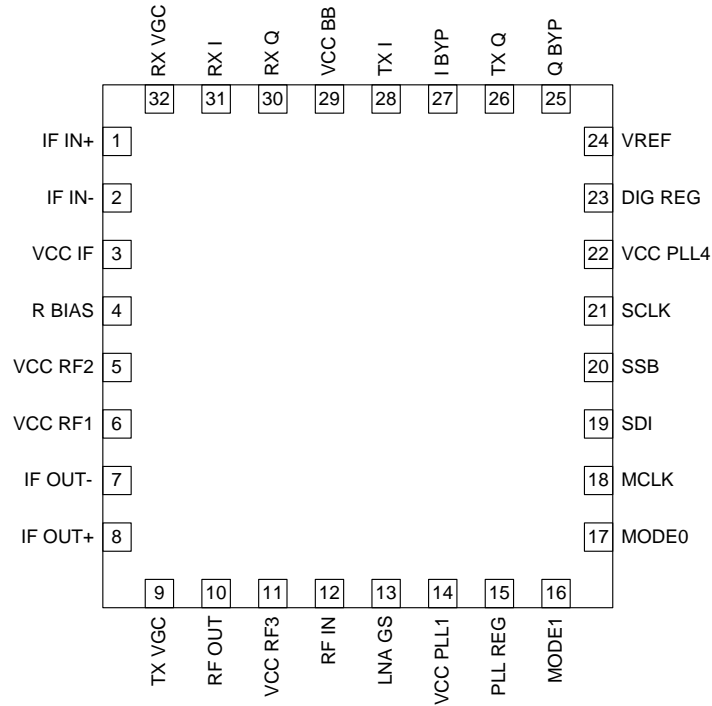 RX VGC
RX I
RX Q
VCC BB
TX I
I BYP
TX Q
Q BYP
32
31
30
29
28
27
26
25
IF IN+ 1
24 VREF
IF IN- 2
23 DIG REG
VCC IF 3
22 VCC PLL4
R BIAS 4
21 SCLK
VCC RF2 5
20 SSB
VCC RF1 6
19 SDI
IF OUT- 7
18 MCLK
IF OUT+ 8
17 MODE0
9
10
11
12
13
14
15
16
TX VGC
RF OUT
VCC RF3
RF IN
LNA GS
VCC PLL1
PLL REG
MODE1